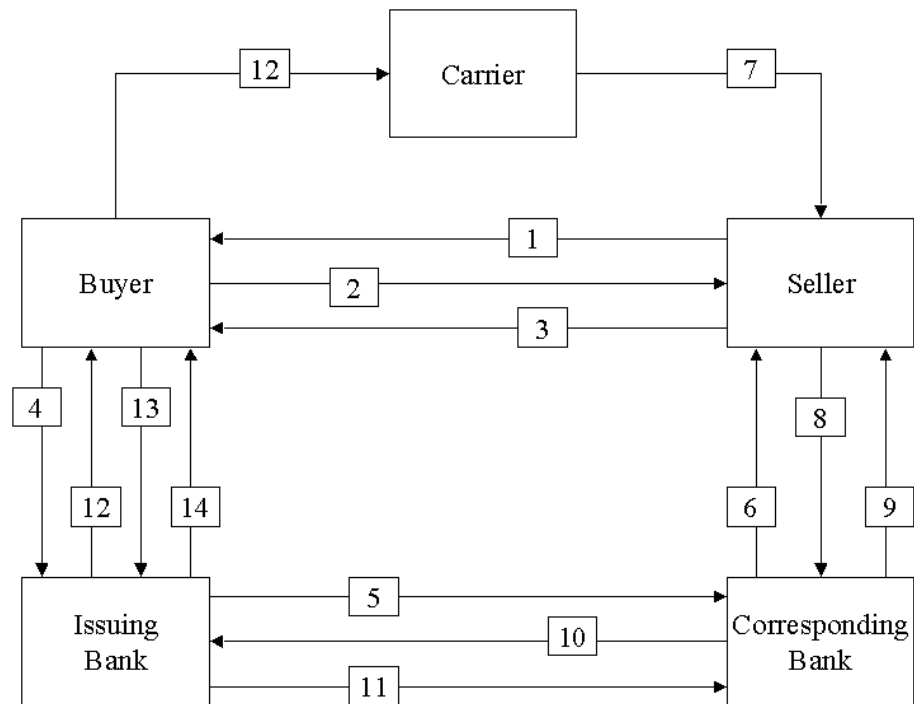 12
Carrier
7
1
Buyer
2
Seller
3
4
13
8
12
14
6
9
5
Issuing
Bank
10
Corresponding
Bank
11